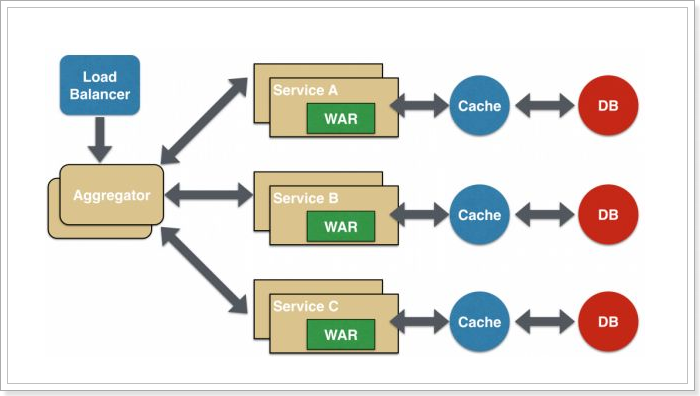 Load
Balancer
Aggregator
Service A
WAR
Cache
DB
Service B
WAR
Cache
DB
Service C
WAR
Cache
DB